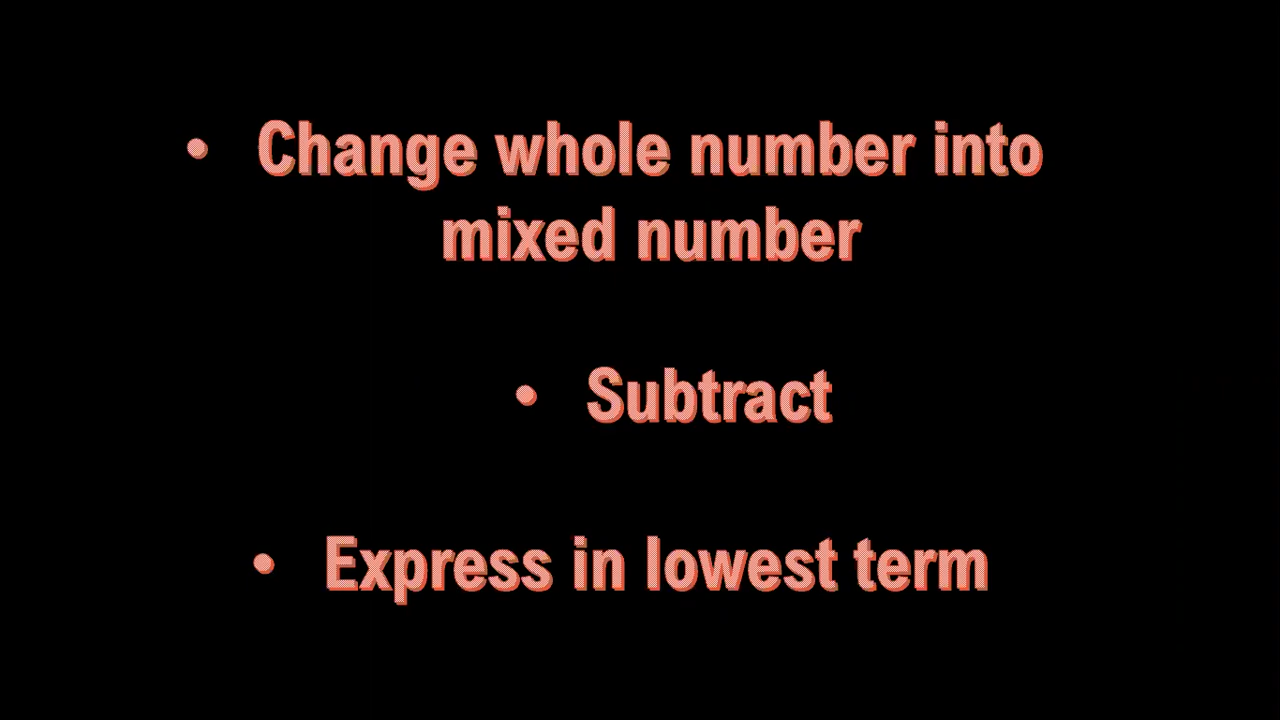 • Change whole number into
mixed number
• Subtract
• Express in lowest term